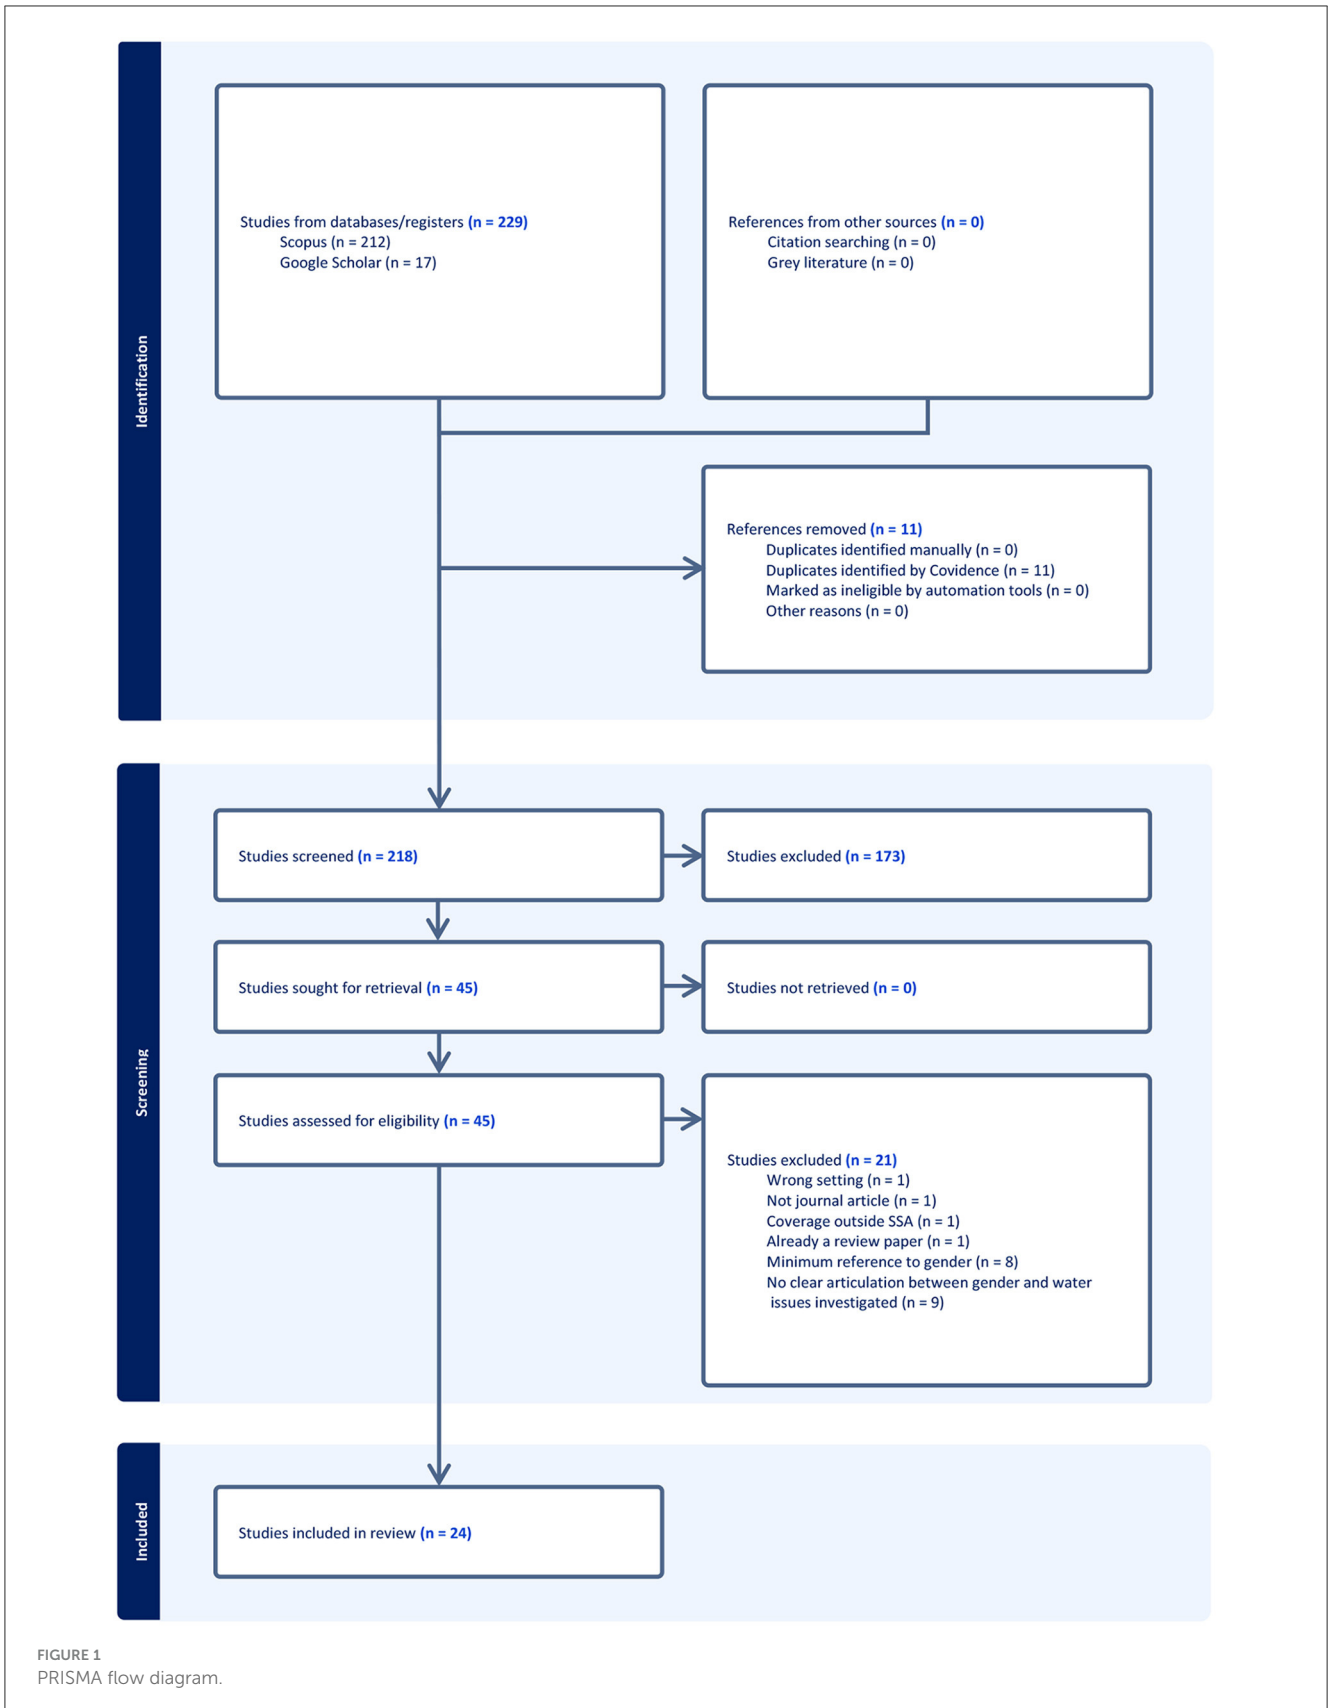 Identification
Studies from databases/registers (n = 229)
Scopus (n = 212)
Google Scholar (n = 17)
References from other sources (n = 0)
Citation searching (n = 0)
Grey literature (n = 0)
References removed (n = 11)
Duplicates identified manually (n = 0)
Duplicates identified by Covidence (n = 11)
Marked as ineligible by automation tools (n = 0)
Other reasons (n = 0)
Screening
Studies screened (n = 218)
Studies excluded (n = 173)
Studies sought for retrieval (n = 45)
Studies not retrieved (n = 0)
Studies assessed for eligibility (n = 45)
Studies excluded (n = 21)
Wrong setting (n = 1)
Not journal article (n = 1)
Coverage outside SSA (n = 1)
Already a review paper (n = 1)
Minimum reference to gender (n = 8)
No clear articulation between gender and water
issues investigated (n = 9)
Included
Studies included in review (n = 24)
FIGURE 1
PRISMA flow diagram.